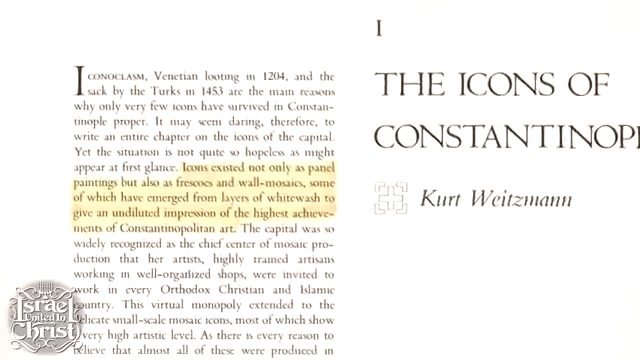 ICONOCLASM, Venetian looting in 1204, and the
sack by the Turks in 1453 are the main reasons
why only very few icons have survived in Constan-
tinople proper. It may seem daring, therefore, to
write an entire chapter on the icons of the capital.
Yet the situation is not quite so hopeless as might
appear at first glance. Icons existed not only as panel
paintings but also as frescoes and wall-mosaics, some
of which have emerged from layers of whitewash to
give an undiluted impression of the highest achieve-
ments of Constantinopolitan art. The capital was so
widely recognized as the chief center of mosaic pro-
duction that her artists, highly trained artisans
working in well-organized shops, were invited to
work in every Orthodox Christian and Islamic
country. This virtual monopoly extended to the
delicate small-scale mosaic icons, most of which show
very high artistic level. As there is every reason to
believe that almost all of these were produced in
I
THE ICONS OF
CONSTANTINOPL
Kurt Weitzmann
Israel
United In
Christ